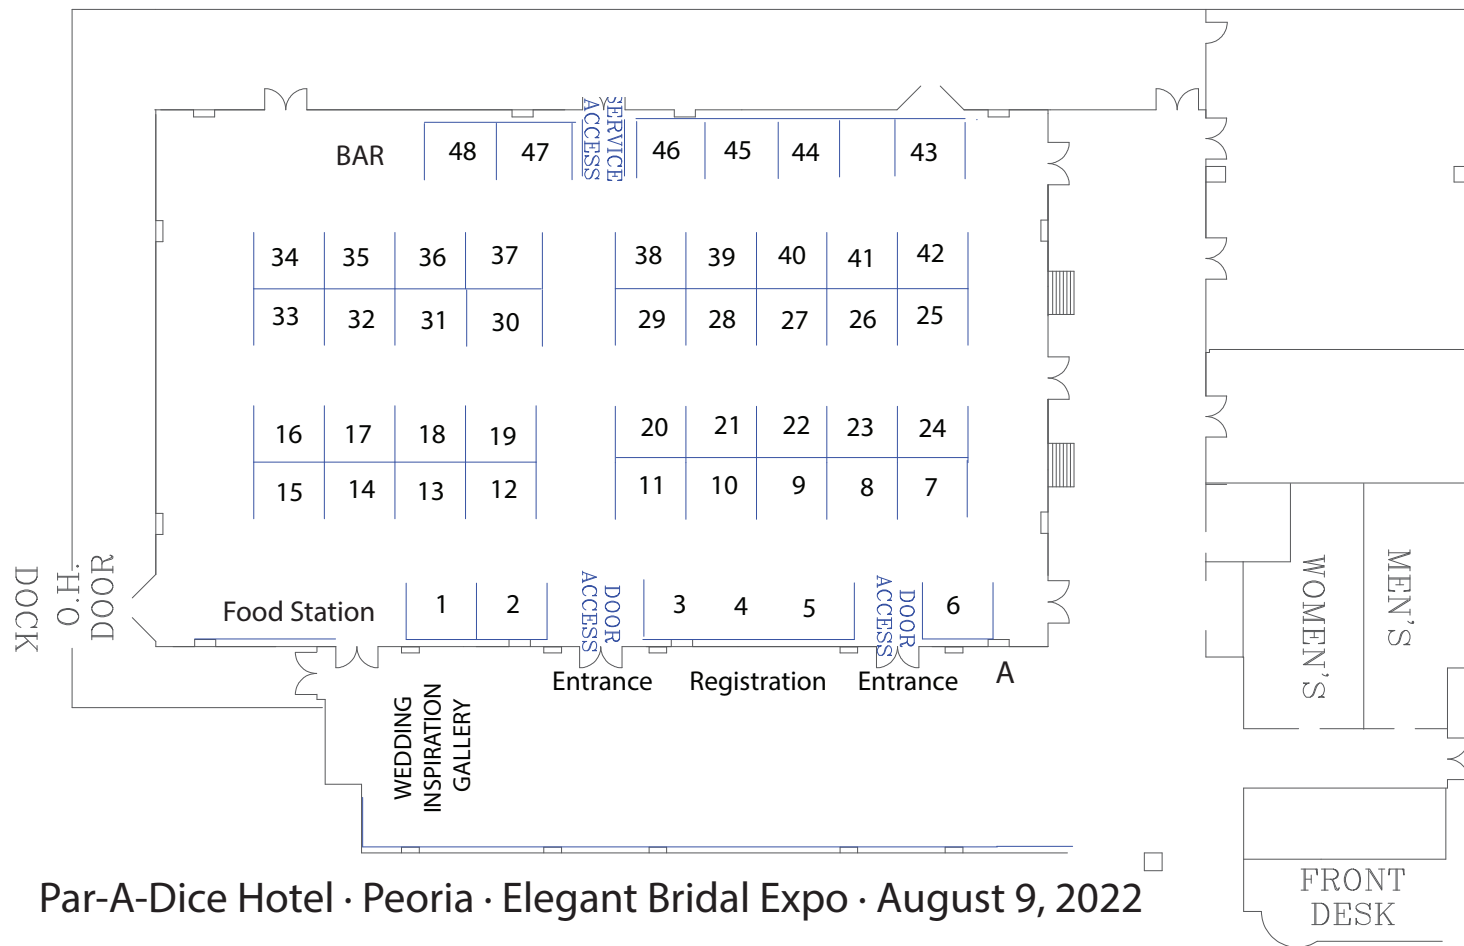 SERVICE
ACCESS
BAR 48 47 46 45 44 43
34 35 36 37 38 39 40 41 42
33 32 31 30 29 28 27 26 25
16 17 18 19 20 21 22 23 24
15 14 13 12 11 10 9 8 7
DOCK
O.H.
DOOR
Food Station 1 2
DOOR
ACCESS
3 4 5
DOOR
ACCESS
6
WOMEN'S
MEN'S
Entrance Registration Entrance A
WEDDING
INSPIRATION
GALLERY
FRONT
DESK
Par-A-Dice Hotel · Peoria · Elegant Bridal Expo · August 9, 2022